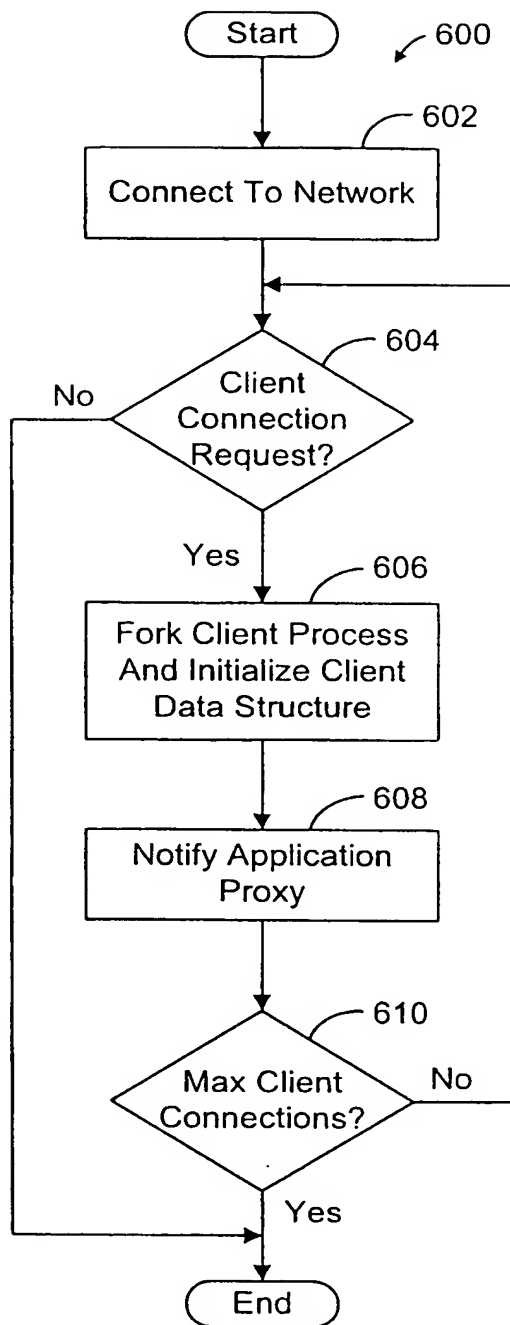 Start
600
602
Connect To Network
604
Client
Connection
Request?
No
Yes
606
Fork Client Process
And Initialize Client
Data Structure
608
Notify Application
Proxy
610
Max Client
Connections?
No
Yes
End